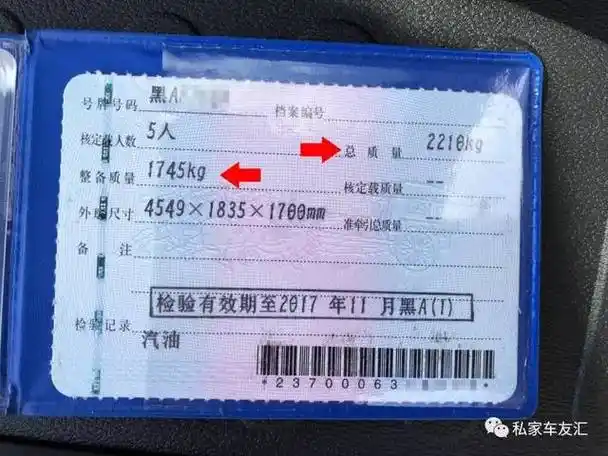 号牌号码 黑A 档案编号
核定载人数 5人 总 质 量 2210kg
整备质量 1745kg 核定载质量 --
外廓尺寸 4549×1835×1700mm 准牵引总质量 --
备 注
检验有效期至2017 年11 月黑A(1)
检验记录
汽油
*23700063
私家车友汇